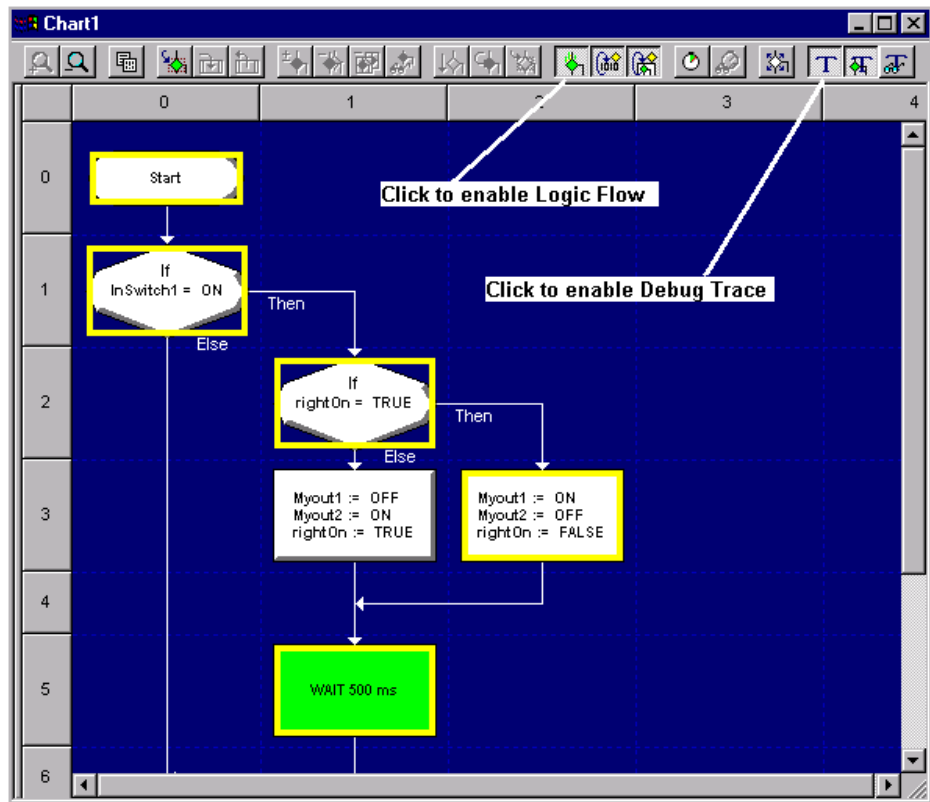 Chart1
T
0 1 2 3 4
0
Start
Click to enable Logic Flow
1
If
InSwitch1 = ON
Then
Click to enable Debug Trace
Else
2
If
rightOn = TRUE
Then
Else
3
Myout1 := OFF
Myout2 := ON
rightOn := TRUE
Myout1 := ON
Myout2 := OFF
rightOn := FALSE
4
5
WAIT 500 ms
6